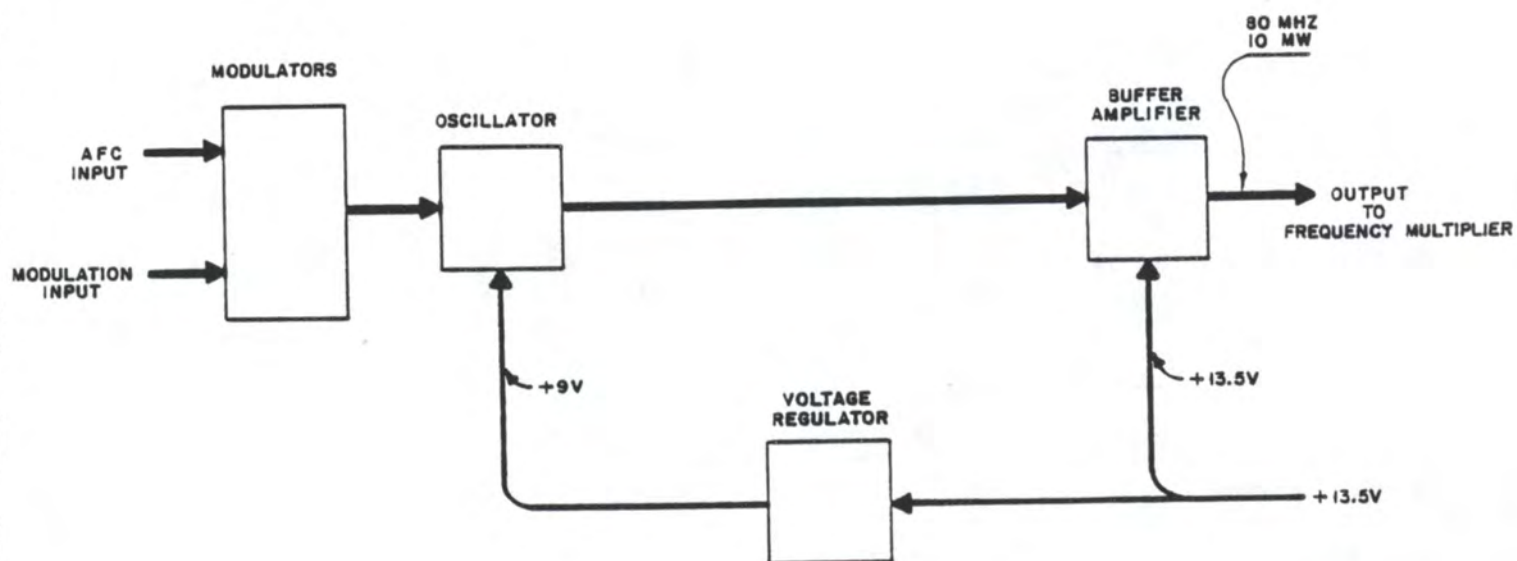 80 MHZ
10 MW
MODULATORS
BUFFER
AMPLIFIER
OSCILLATOR
AFC
INPUT
OUTPUT
TO
FREQUENCY MULTIPLIER
MODULATION
INPUT
+9V
+13.5V
VOLTAGE
REGULATOR
+13.5V